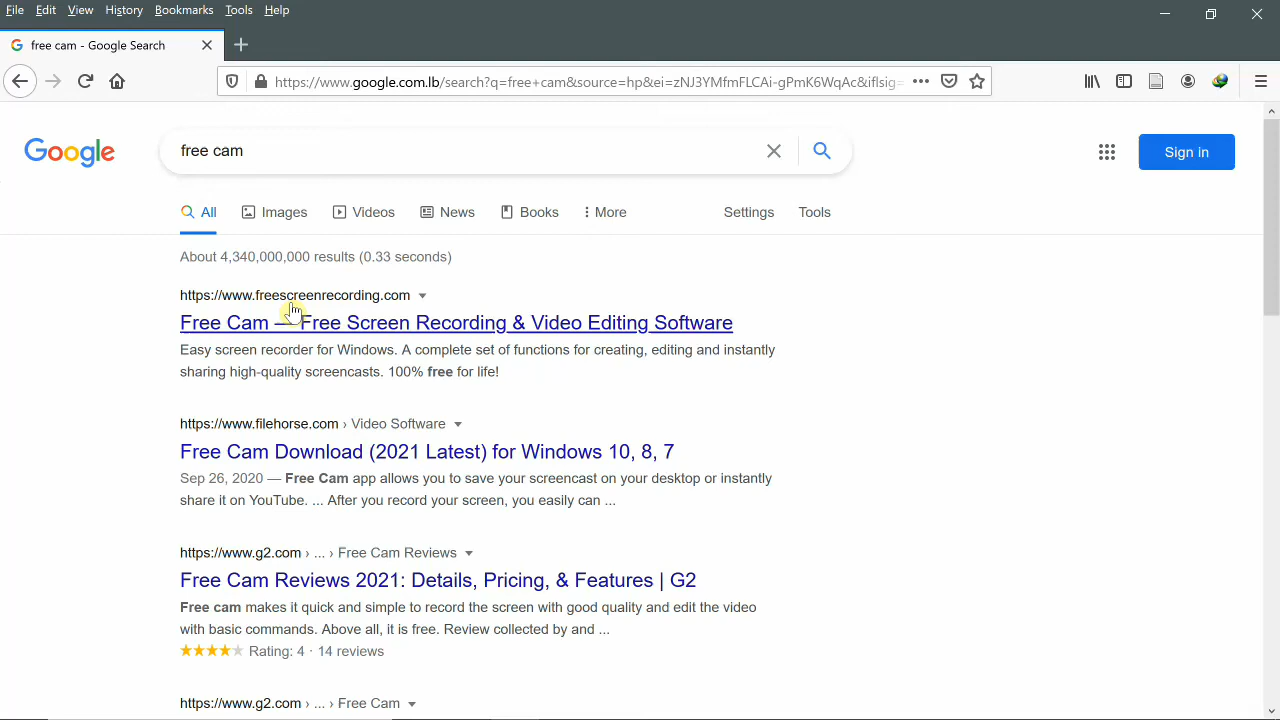 File Edit View History Bookmarks Tools Help
free cam - Google Search
https://www.google.com.lb/search?q=free+cam&source=hp&ei=zNJ3YMfmFLCAi-gPmK6WqAc&iflsig=
Google
free cam
Sign in
All Images Videos News Books More Settings Tools
About 4,340,000,000 results (0.33 seconds)
https://www.freescreenrecording.com
Free Cam — Free Screen Recording & Video Editing Software
Easy screen recorder for Windows. A complete set of functions for creating, editing and instantly
sharing high-quality screencasts. 100% free for life!
https://www.filehorse.com › Video Software
Free Cam Download (2021 Latest) for Windows 10, 8, 7
Sep 26, 2020 — Free Cam app allows you to save your screencast on your desktop or instantly
share it on YouTube. ... After you record your screen, you easily can ...
https://www.g2.com › ... › Free Cam Reviews
Free Cam Reviews 2021: Details, Pricing, & Features | G2
Free cam makes it quick and simple to record the screen with good quality and edit the video
with basic commands. Above all, it is free. Review collected by and ...
Rating: 4 · 14 reviews
https://www.g2.com › ... › Free Cam